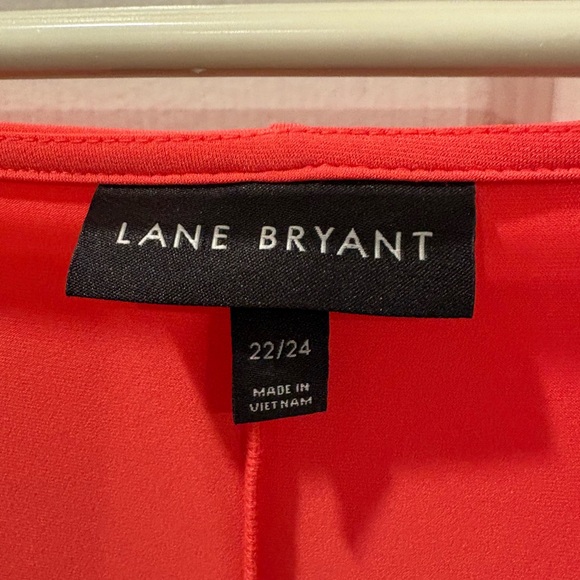 LANE BRYANT
22/24
MADE IN
VIETNAM